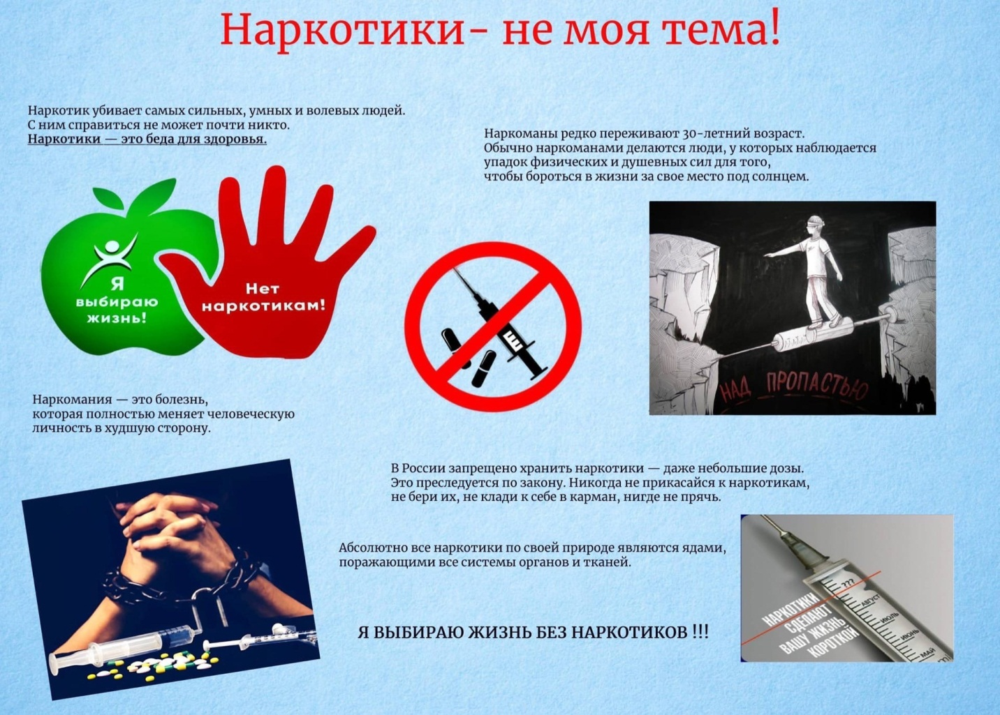 Наркотики- не моя тема!
Наркотик убивает самых сильных, умных и волевых людей.
С ним справиться не может почти никто.
Наркотики — это беда для здоровья.
Наркоманы редко переживают 30-летний возраст.
Обычно наркоманами делаются люди, у которых наблюдается
упадок физических и душевных сил для того,
чтобы бороться в жизни за свое место под солнцем.
Я
выбираю
жизнь!
Нет
наркотикам!
НАД ПРОПАСТЬЮ
Наркомания — это болезнь,
которая полностью меняет человеческую
личность в худшую сторону.
В России запрещено хранить наркотики — даже небольшие дозы.
Это преследуется по закону. Никогда не прикасайся к наркотикам,
не бери их, не клади к себе в карман, нигде не прячь.
Абсолютно все наркотики по своей природе являются ядами,
поражающими все системы органов и тканей.
Я ВЫБИРАЮ ЖИЗНЬ БЕЗ НАРКОТИКОВ !!!
НАРКОТИКИ
СДЕЛАЮТ
ВАШУ ЖИЗНЬ
КОРОТКОЙ
???
АВГУСТ
ИЮЛЬ
ИЮНЬ
МАЙ
ml